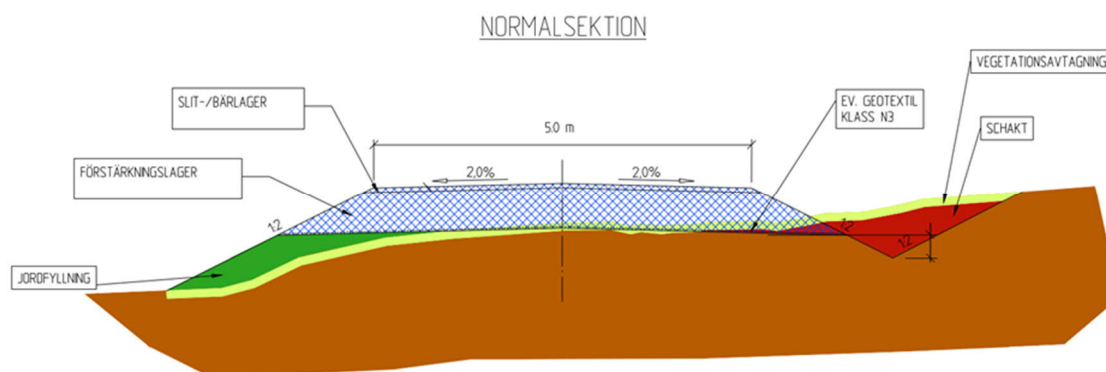 NORMALSEKTION
VEGETATIONSAVTAGNING
SLIT-/BÄRLAGER
EV. GEOTEXTIL
KLASS N3
SCHAKT
5.0 m
FÖRSTÄRKNINGSLAGER
2,0%
2,0%
1:2
1:2
1:2
JORDFYLLNING